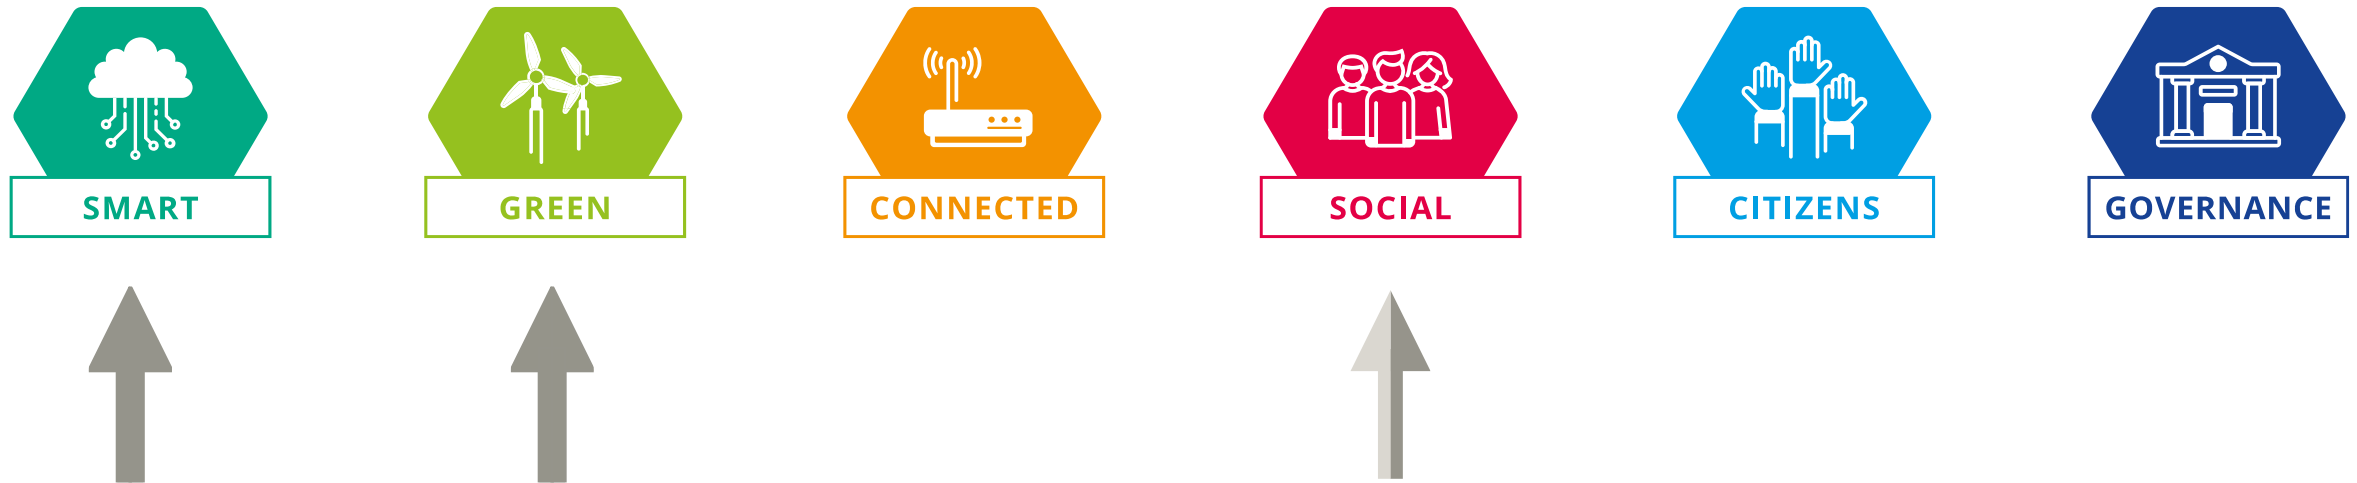 SMART
GREEN
CONNECTED
SOCIAL
CITIZENS
GOVERNANCE